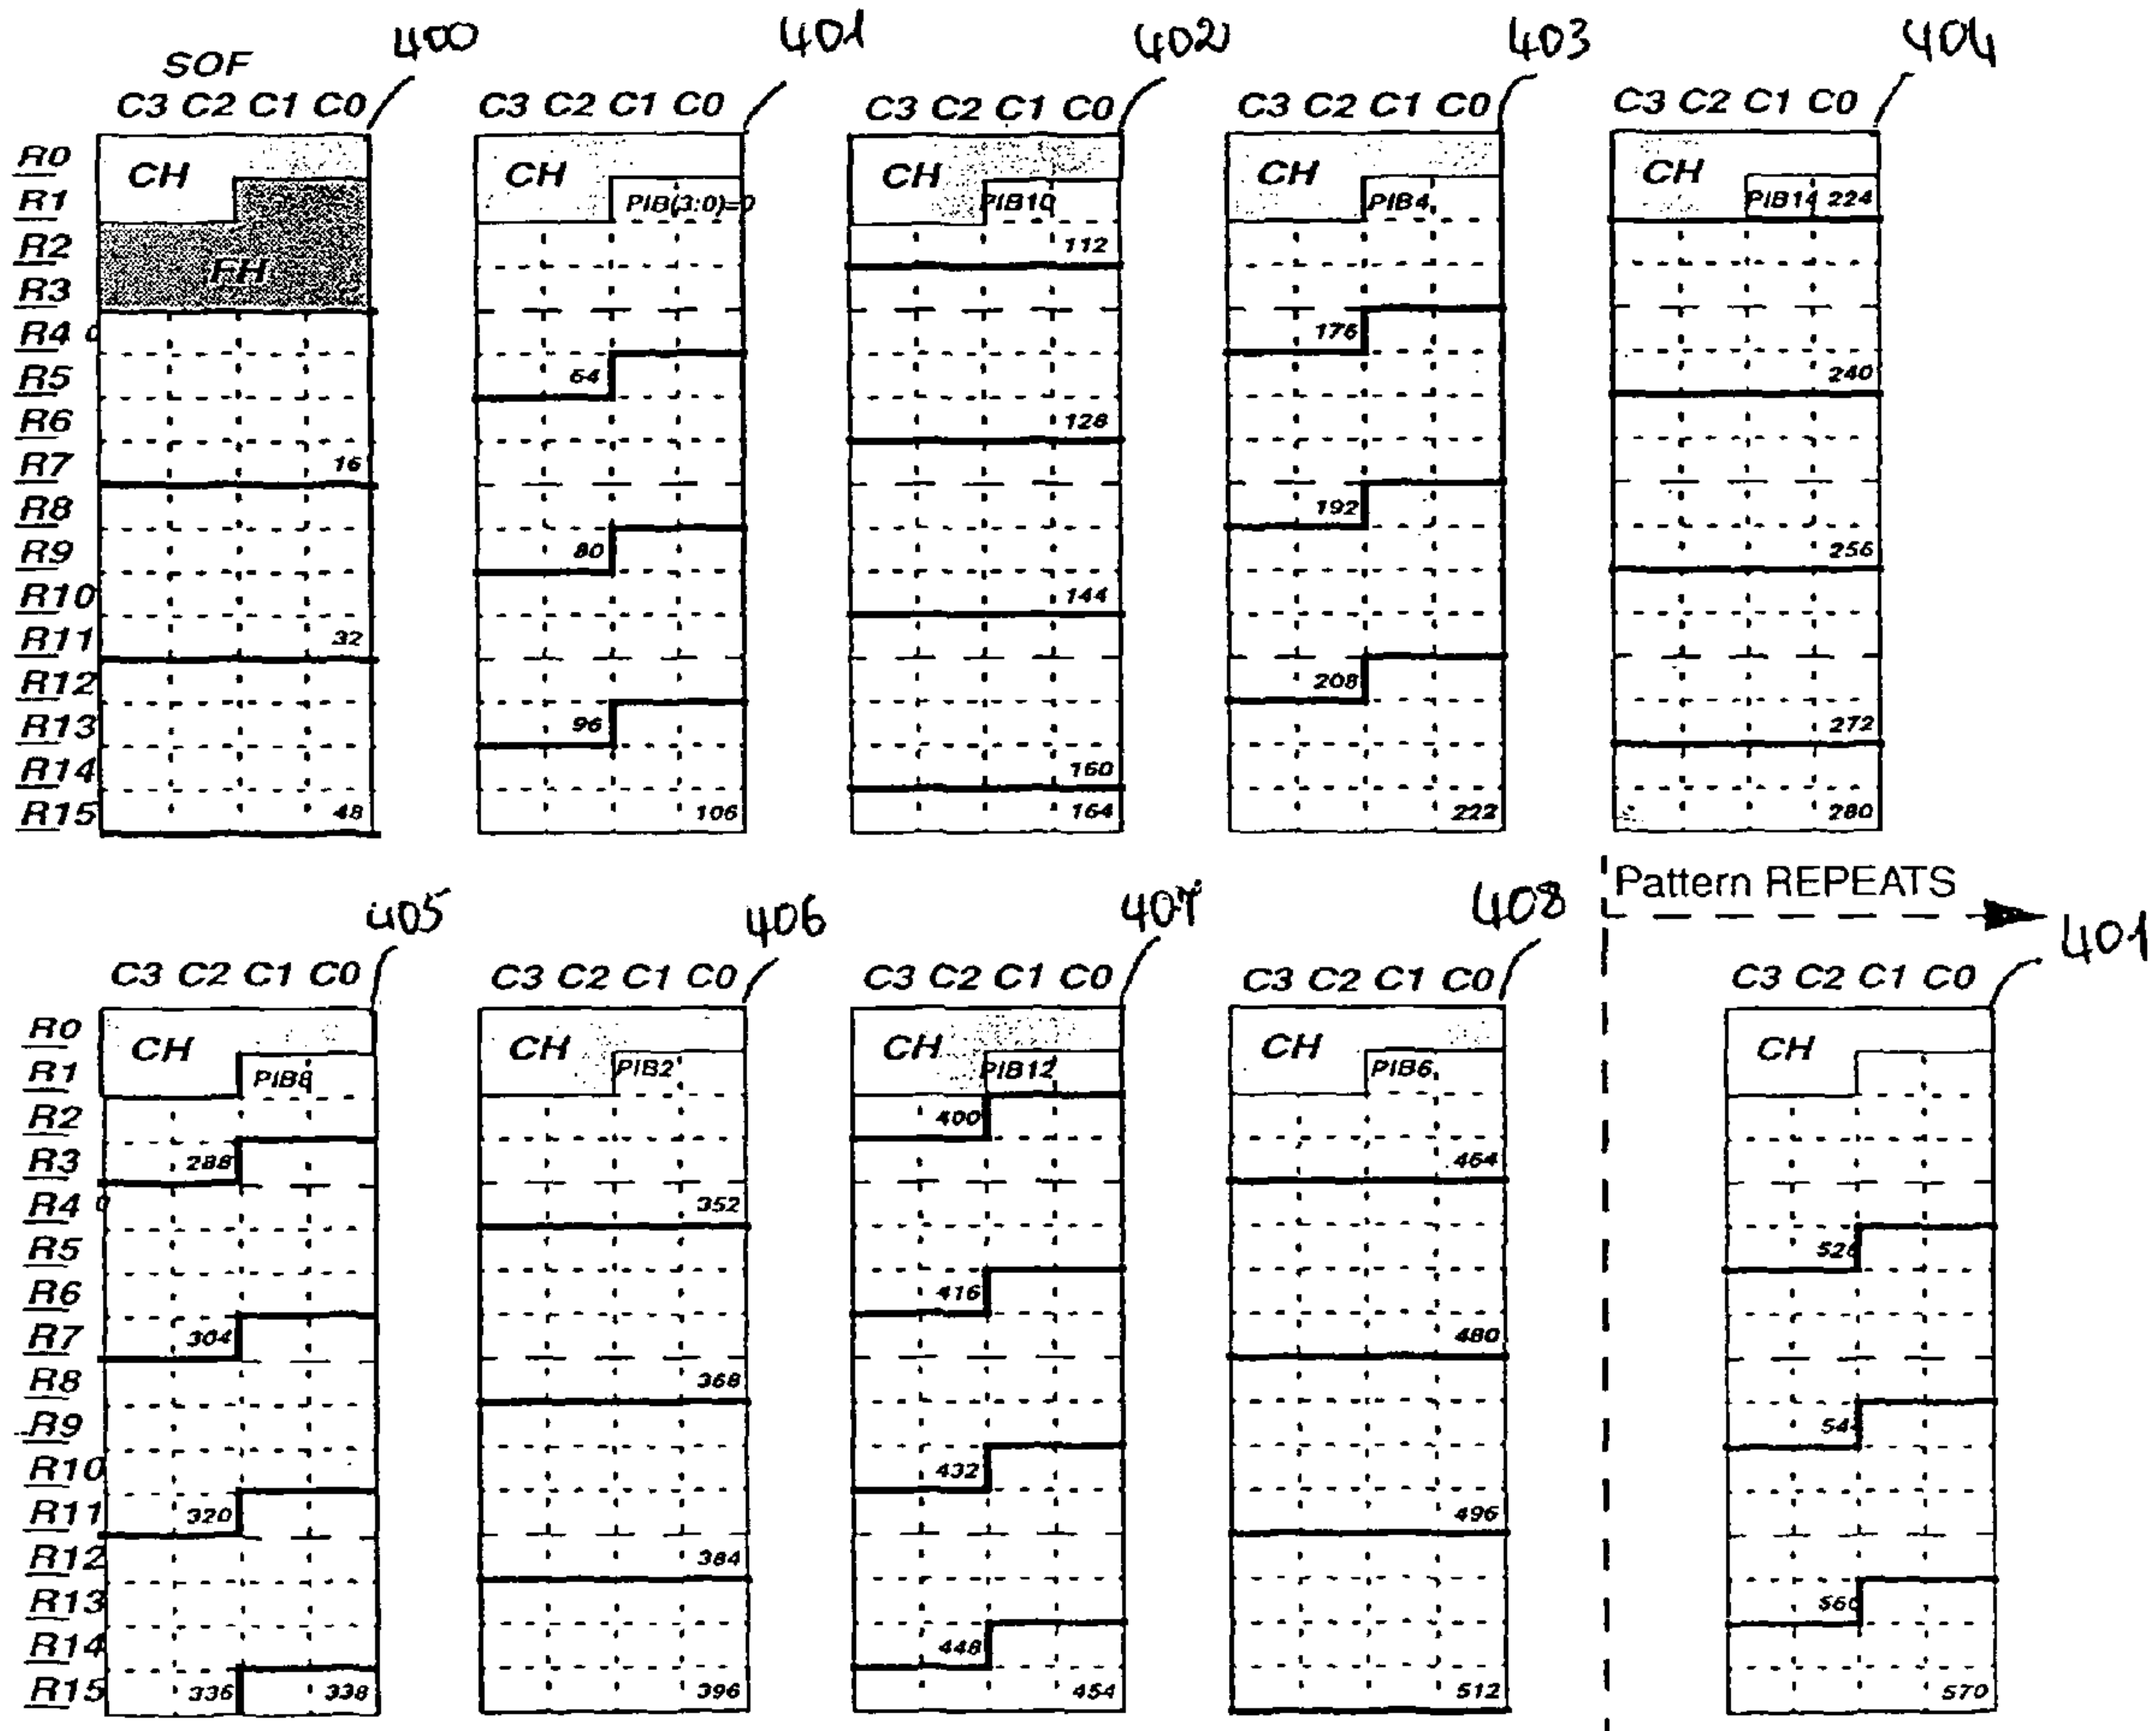 400 401 402 403 404
SOF
C3 C2 C1 C0 C3 C2 C1 C0 C3 C2 C1 C0 C3 C2 C1 C0 C3 C2 C1 C0
R0 CH CH CH CH CH
R1 PIB(3:0)=0 PIB10 PIB4 PIB14 224
R2 112
FH
R3
R4 0 176
R5 64 240
R6 128
R7 16
R8 192
R9 80 256
R10 144
R11 32
R12 208
R13 96 272
R14 160
R15 48 106 164 222 280
Pattern REPEATS
405 406 407 408 401
C3 C2 C1 C0 C3 C2 C1 C0 C3 C2 C1 C0 C3 C2 C1 C0 C3 C2 C1 C0
R0 CH CH CH CH CH
R1 PIB8 PIB2 PIB12 PIB6
R2 400
R3 288 464
R4 0 352
R5
R6 416
R7 304 480
R8 368
R9
R10 432
R11 320 496
R12 384
R13
R14 448
R15 336 338 396 454 512 570